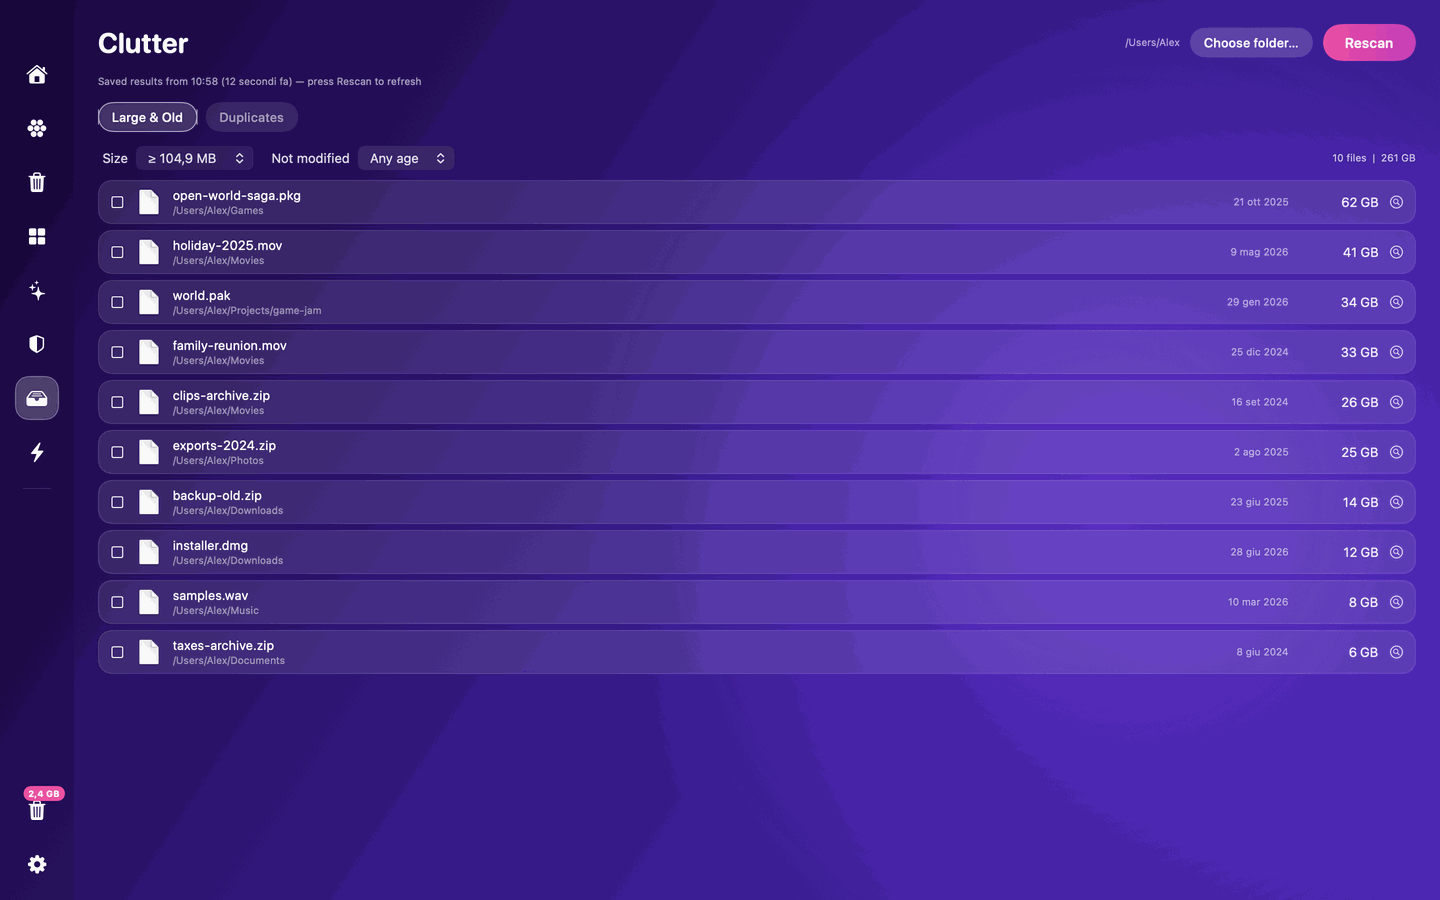 Clutter
/Users/Alex
Choose folder...
Rescan
Saved results from 10:58 (12 secondi fa) — press Rescan to refresh
Large & Old
Duplicates
Size
≥ 104,9 MB
Not modified
Any age
10 files | 261 GB
open-world-saga.pkg
/Users/Alex/Games
21 ott 2025
62 GB
holiday-2025.mov
/Users/Alex/Movies
9 mag 2026
41 GB
world.pak
/Users/Alex/Projects/game-jam
29 gen 2026
34 GB
family-reunion.mov
/Users/Alex/Movies
25 dic 2024
33 GB
clips-archive.zip
/Users/Alex/Movies
16 set 2024
26 GB
exports-2024.zip
/Users/Alex/Photos
2 ago 2025
25 GB
backup-old.zip
/Users/Alex/Downloads
23 giu 2025
14 GB
installer.dmg
/Users/Alex/Downloads
28 giu 2026
12 GB
samples.wav
/Users/Alex/Music
10 mar 2026
8 GB
taxes-archive.zip
/Users/Alex/Documents
8 giu 2024
6 GB
2,4 GB